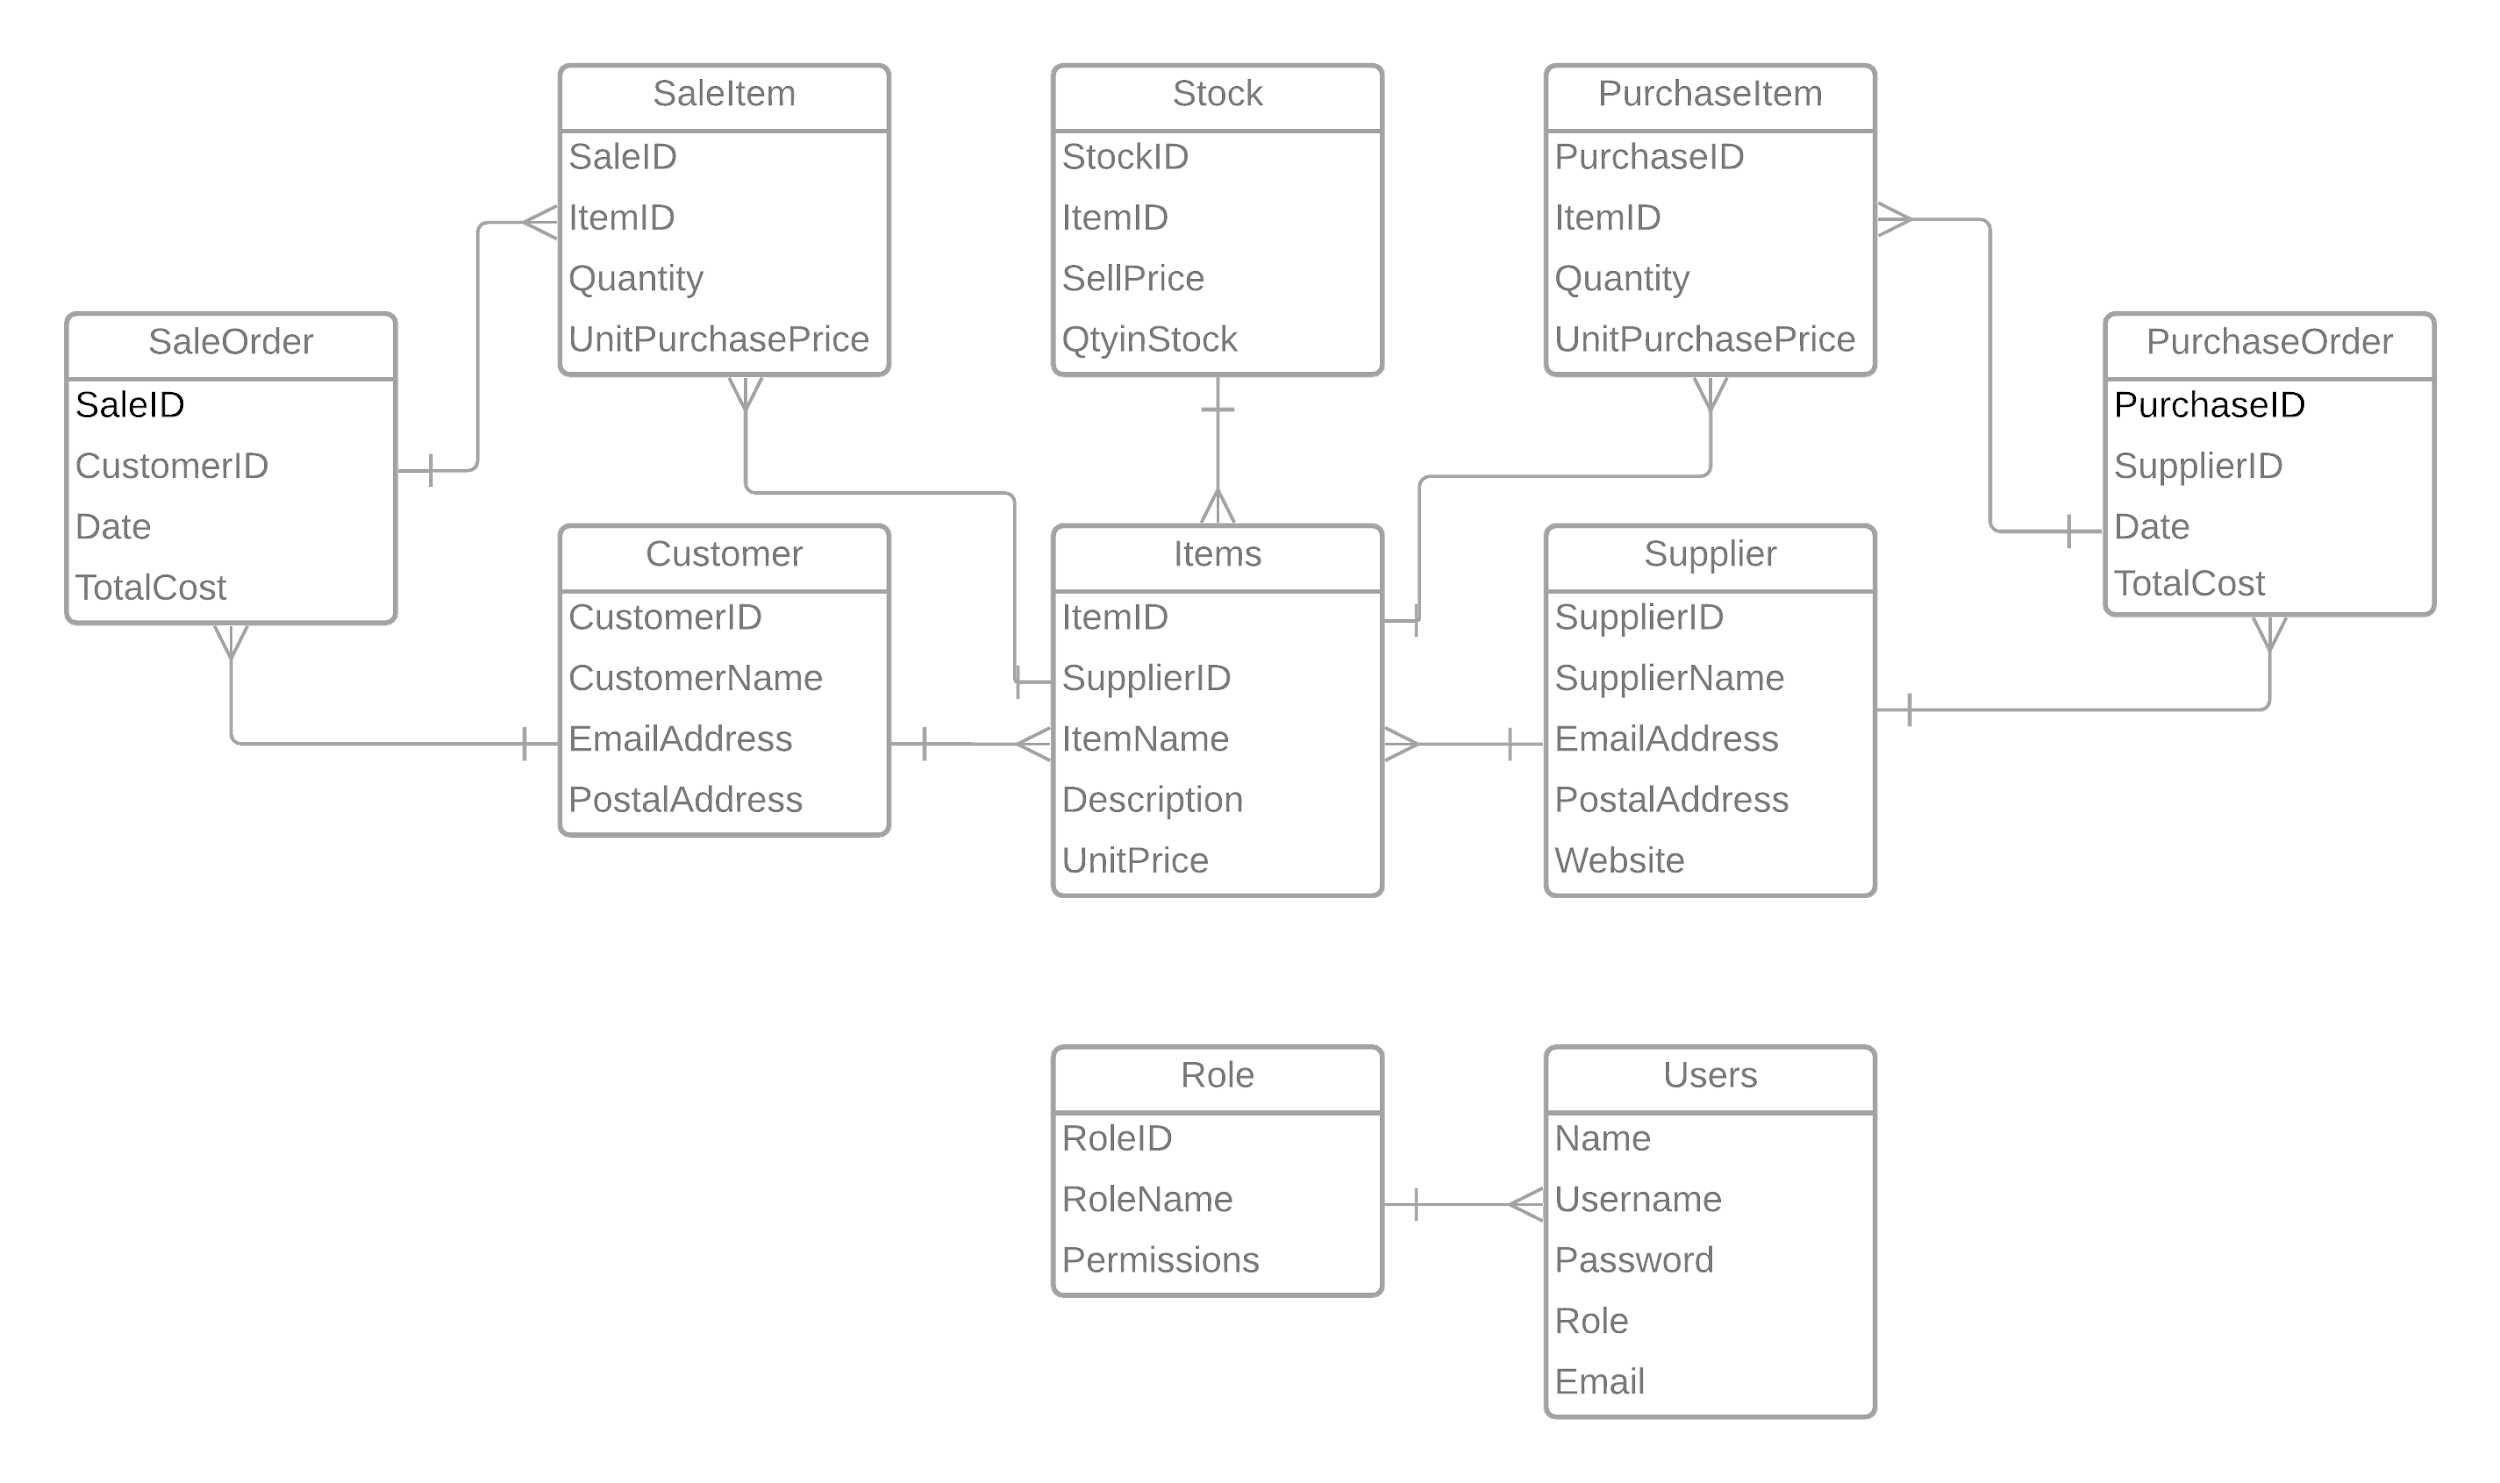 SaleItem
SaleID
ItemID
Quantity
UnitPurchasePrice
Stock
StockID
ItemID
SellPrice
QtyinStock
PurchaseItem
PurchaseID
ItemID
Quantity
UnitPurchasePrice
SaleOrder
SaleID
CustomerID
Date
TotalCost
PurchaseOrder
PurchaseID
SupplierID
Date
TotalCost
Customer
CustomerID
CustomerName
EmailAddress
PostalAddress
Items
ItemID
SupplierID
ItemName
Description
UnitPrice
Supplier
SupplierID
SupplierName
EmailAddress
PostalAddress
Website
Role
RoleID
RoleName
Permissions
Users
Name
Username
Password
Role
Email